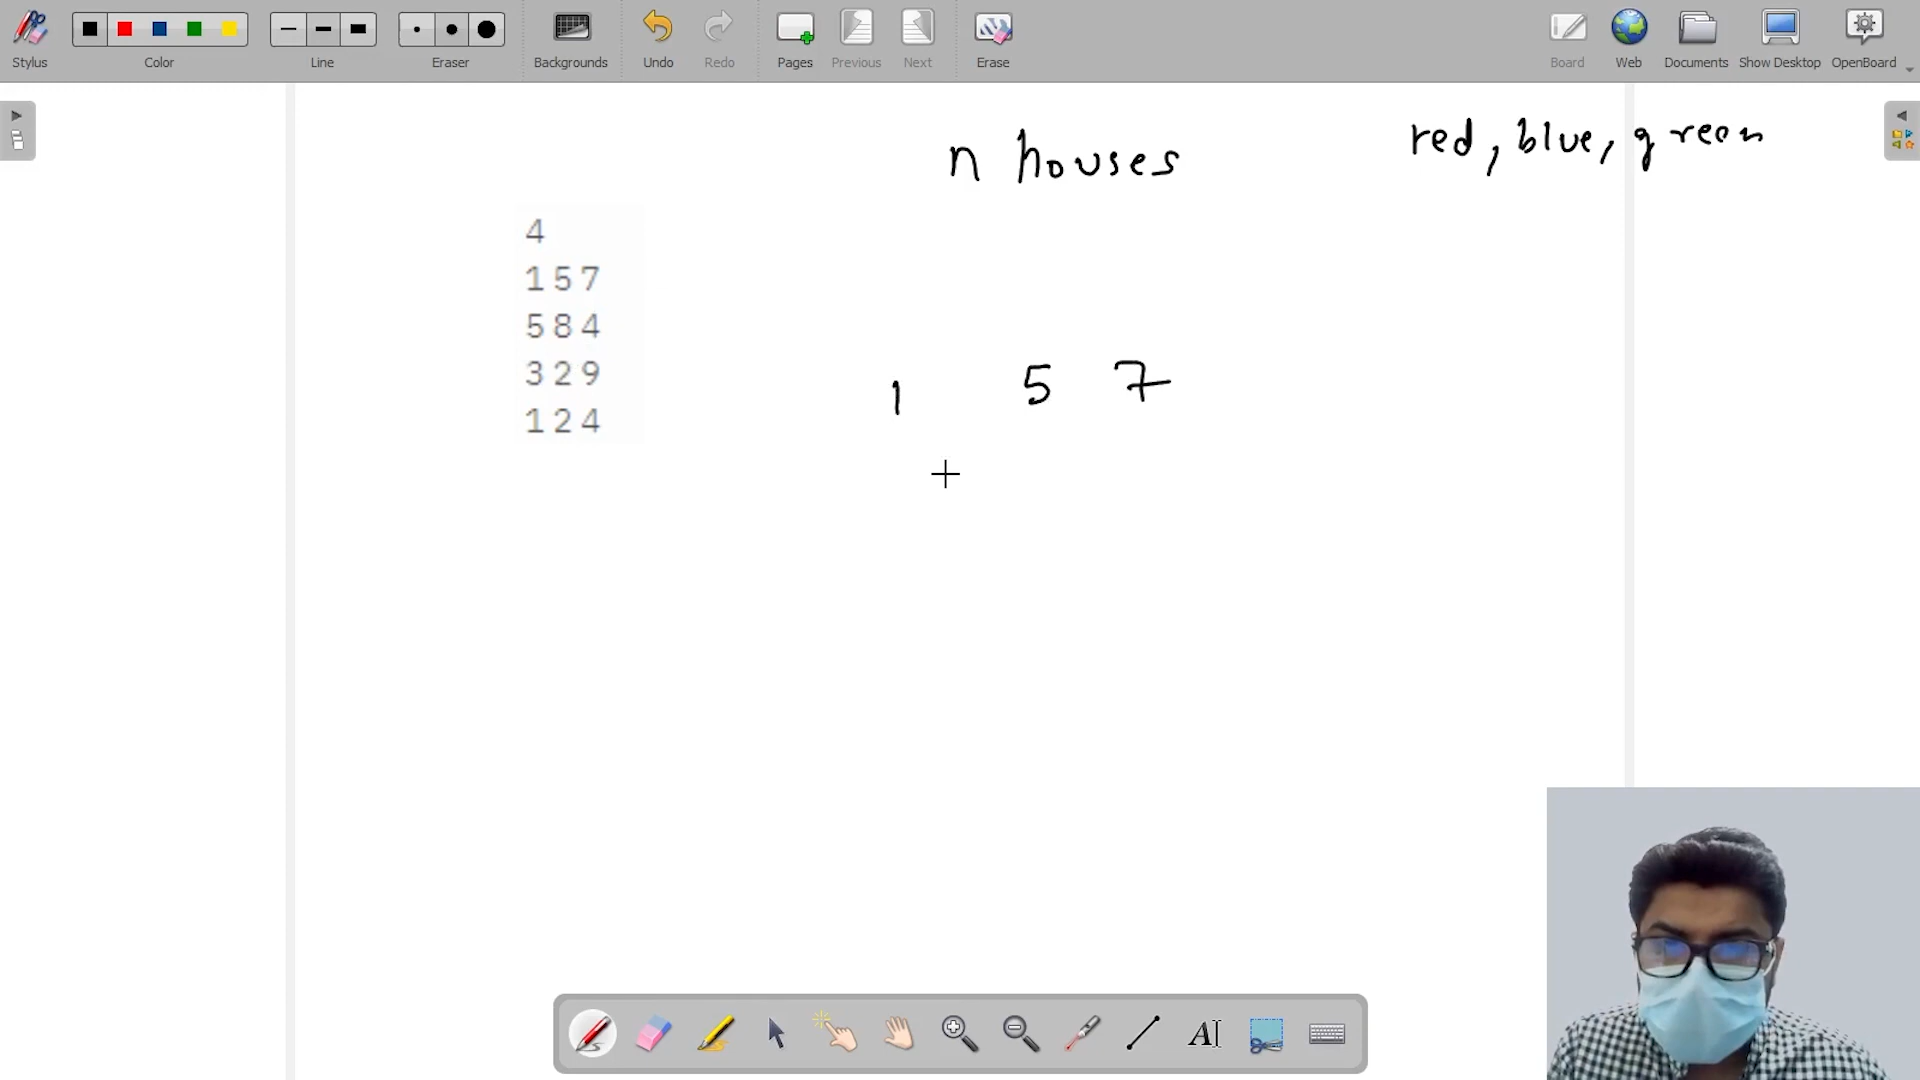 Stylus Color Line Eraser Backgrounds Undo Redo Pages Previous Next Erase Board Web Documents Show Desktop OpenBoard
n houses
red, blue, green
4
1 5 7
5 8 4
3 2 9
1 2 4
1 5 7